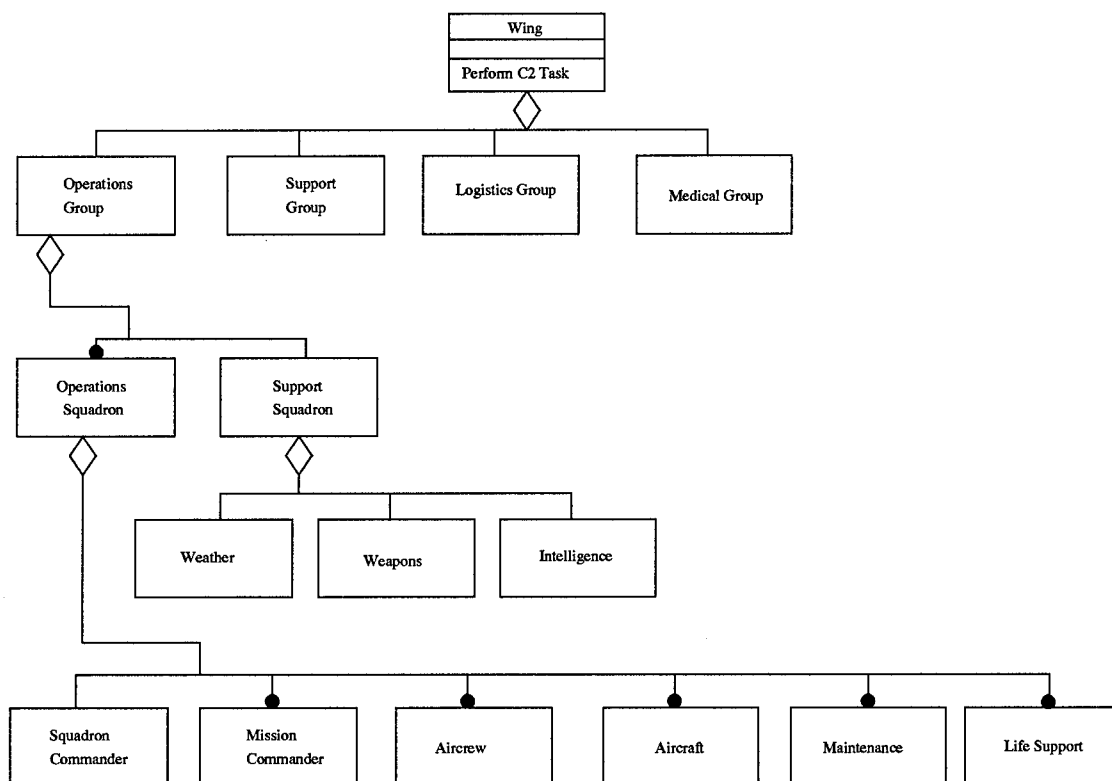 Wing
Perform C2 Task
Operations
Group
Support
Group
Logistics Group
Medical Group
Operations
Squadron
Support
Squadron
Weather
Weapons
Intelligence
Squadron
Commander
Mission
Commander
Aircrew
Aircraft
Maintenance
Life Support